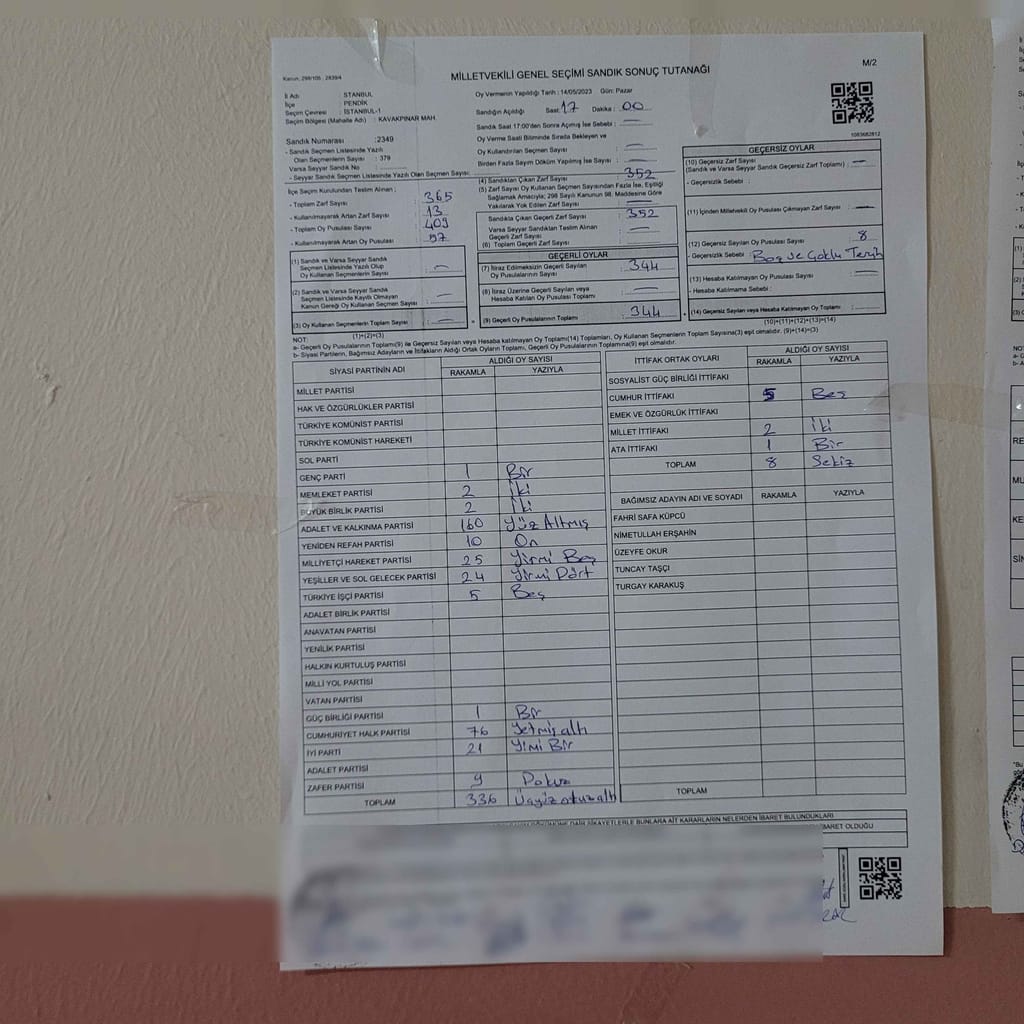 M/2
Kanun: 298/105 : 2839/4
MİLLETVEKİLİ GENEL SEÇİMİ SANDIK SONUÇ TUTANAĞI
İl Adı : STANBUL
İlçe : PENDİK
Seçim Çevresi : İSTANBUL-1
Seçim Bölgesi (Mahalle Adı) : KAVAKPINAR MAH.
Sandık Numarası :2349
- Sandık Seçmen Listesinde Yazılı
Olan Seçmenlerin Sayısı : 379
Varsa Seyyar Sandık No
- Seyyar Sandık Seçmen Listesinde Yazılı Olan Seçmen Sayısı:
İlçe Seçim Kurulundan Teslim Alınan ;
- Toplam Zarf Sayısı 365
- Kullanılmayarak Artan Zarf Sayısı 13
- Toplam Oy Pusulası Sayısı 409
- Kullanılmayarak Artan Oy Pusulası 57
(1) Sandık ve Varsa Seyyar Sandık
Seçmen Listesinde Yazılı Olup
Oy Kullanan Seçmenlerin Sayısı
(2) Sandık ve Varsa Seyyar Sandık
Seçmen Listesinde Kayıtlı Olmayan
Kanun Gereği Oy Kullanan Seçmen Sayısı
(3) Oy Kullanan Seçmenlerin Toplam Sayısı
(1)+(2)=(3)
Oy Vermenin Yapıldığı Tarih : 14/05/2023 Gün: Pazar
Sandığın Açıldığı Saat: 17 Dakika : 00
Sandık Saat 17:00'den Sonra Açılmış İse Sebebi :
Oy Verme Saati Bitiminde Sırada Bekleyen ve
Oy Kullandırılan Seçmen Sayısı
Birden Fazla Sayım Döküm Yapılmış İse Sayısı :
(4) Sandıktan Çıkan Zarf Sayısı 352
(5) Zarf Sayısı Oy Kullanan Seçmen Sayısından Fazla İse, Eşitliği
Sağlamak Amacıyla; 298 Sayılı Kanunun 98. Maddesine Göre
Yakılarak Yok Edilen Zarf Sayısı
Sandıkta Çıkan Geçerli Zarf Sayısı 352
Varsa Seyyar Sandıktan Teslim Alınan
Geçerli Zarf Sayısı
(6) Toplam Geçerli Zarf Sayısı
GEÇERLİ OYLAR
(7) İtiraz Edilmeksizin Geçerli Sayılan
Oy Pusulalarının Sayısı : 344
(8) İtiraz Üzerine Geçerli Sayılan veya
Hesaba Katılan Oy Pusulası Toplamı
(9) Geçerli Oy Pusulalarının Toplamı : 344
1083682812
GEÇERSİZ OYLAR
(10) Geçersiz Zarf Sayısı
(Sandık ve Varsa Seyyar Sandık Geçersiz Zarf Toplamı) :
- Geçersizlik Sebebi :
(11) İçinden Milletvekili Oy Pusulası Çıkmayan Zarf Sayısı
(12) Geçersiz Sayılan Oy Pusulası Sayısı 8
- Geçersizlik Sebebi : Boş ve Çoklu Tercih
(13) Hesaba Katılmayan Oy Pusulası Sayısı :
- Hesaba Katılmama Sebebi :
(14) Geçersiz Sayılan veya Hesaba Katılmayan Oy Toplamı :
(10)+(11)+(12)+(13)=(14)
NOT:
a- Geçerli Oy Pusulalarının Toplamı(9) ile Geçersiz Sayılan veya Hesaba Katılmayan Oy Toplamı(14) Toplamları, Oy Kullanan Seçmenlerin Toplam Sayısına(3) eşit olmalıdır. (9)+(14)=(3)
b- Siyasi Partilerin, Bağımsız Adayların ve İttifakların Aldığı Ortak Oyların Toplamı, Geçerli Oy Pusulalarının Toplamına(9) eşit olmalıdır.
SİYASİ PARTİNİN ADI ALDIĞI OY SAYISI
RAKAMLA YAZIYLA
MİLLET PARTİSİ
HAK VE ÖZGÜRLÜKLER PARTİSİ
TÜRKİYE KOMÜNİST PARTİSİ
TÜRKİYE KOMÜNİST HAREKETİ
SOL PARTİ
GENÇ PARTİ 1 Bir
MEMLEKET PARTİSİ 2 İki
BÜYÜK BİRLİK PARTİSİ 2 İki
ADALET VE KALKINMA PARTİSİ 160 Yüz Altmış
YENİDEN REFAH PARTİSİ 10 On
MİLLİYETÇİ HAREKET PARTİSİ 25 Yirmi Beş
YEŞİLLER VE SOL GELECEK PARTİSİ 24 Yirmi Dört
TÜRKİYE İŞÇİ PARTİSİ 5 Beş
ADALET BİRLİK PARTİSİ
ANAVATAN PARTİSİ
YENİLİK PARTİSİ
HALKIN KURTULUŞ PARTİSİ
MİLLİ YOL PARTİSİ
VATAN PARTİSİ
GÜÇ BİRLİĞİ PARTİSİ 1 Bir
CUMHURİYET HALK PARTİSİ 76 Yetmişaltı
İYİ PARTİ 21 Yimi Bir
ADALET PARTİSİ
ZAFER PARTİSİ 9 Dokuz
TOPLAM 336 Üçyüzotuzaltı
İTTİFAK ORTAK OYLARI ALDIĞI OY SAYISI
RAKAMLA YAZIYLA
SOSYALİST GÜÇ BİRLİĞİ İTTİFAKI
CUMHUR İTTİFAKI 5 Beş
EMEK VE ÖZGÜRLÜK İTTİFAKI
MİLLET İTTİFAKI 2 İki
ATA İTTİFAKI 1 Bir
TOPLAM 8 Sekiz
BAĞIMSIZ ADAYIN ADI VE SOYADI RAKAMLA YAZIYLA
FAHRİ SAFA KÜPCÜ
NİMETULLAH ERŞAHİN
ÜZEYFE OKUR
TUNCAY TAŞÇI
TURGAY KARAKUŞ
TOPLAM
DAİR ŞİKAYETLERLE BUNLARA AİT KARARLARIN NELERDEN İBARET BULUNDUKLARI
BARET OLDUĞU